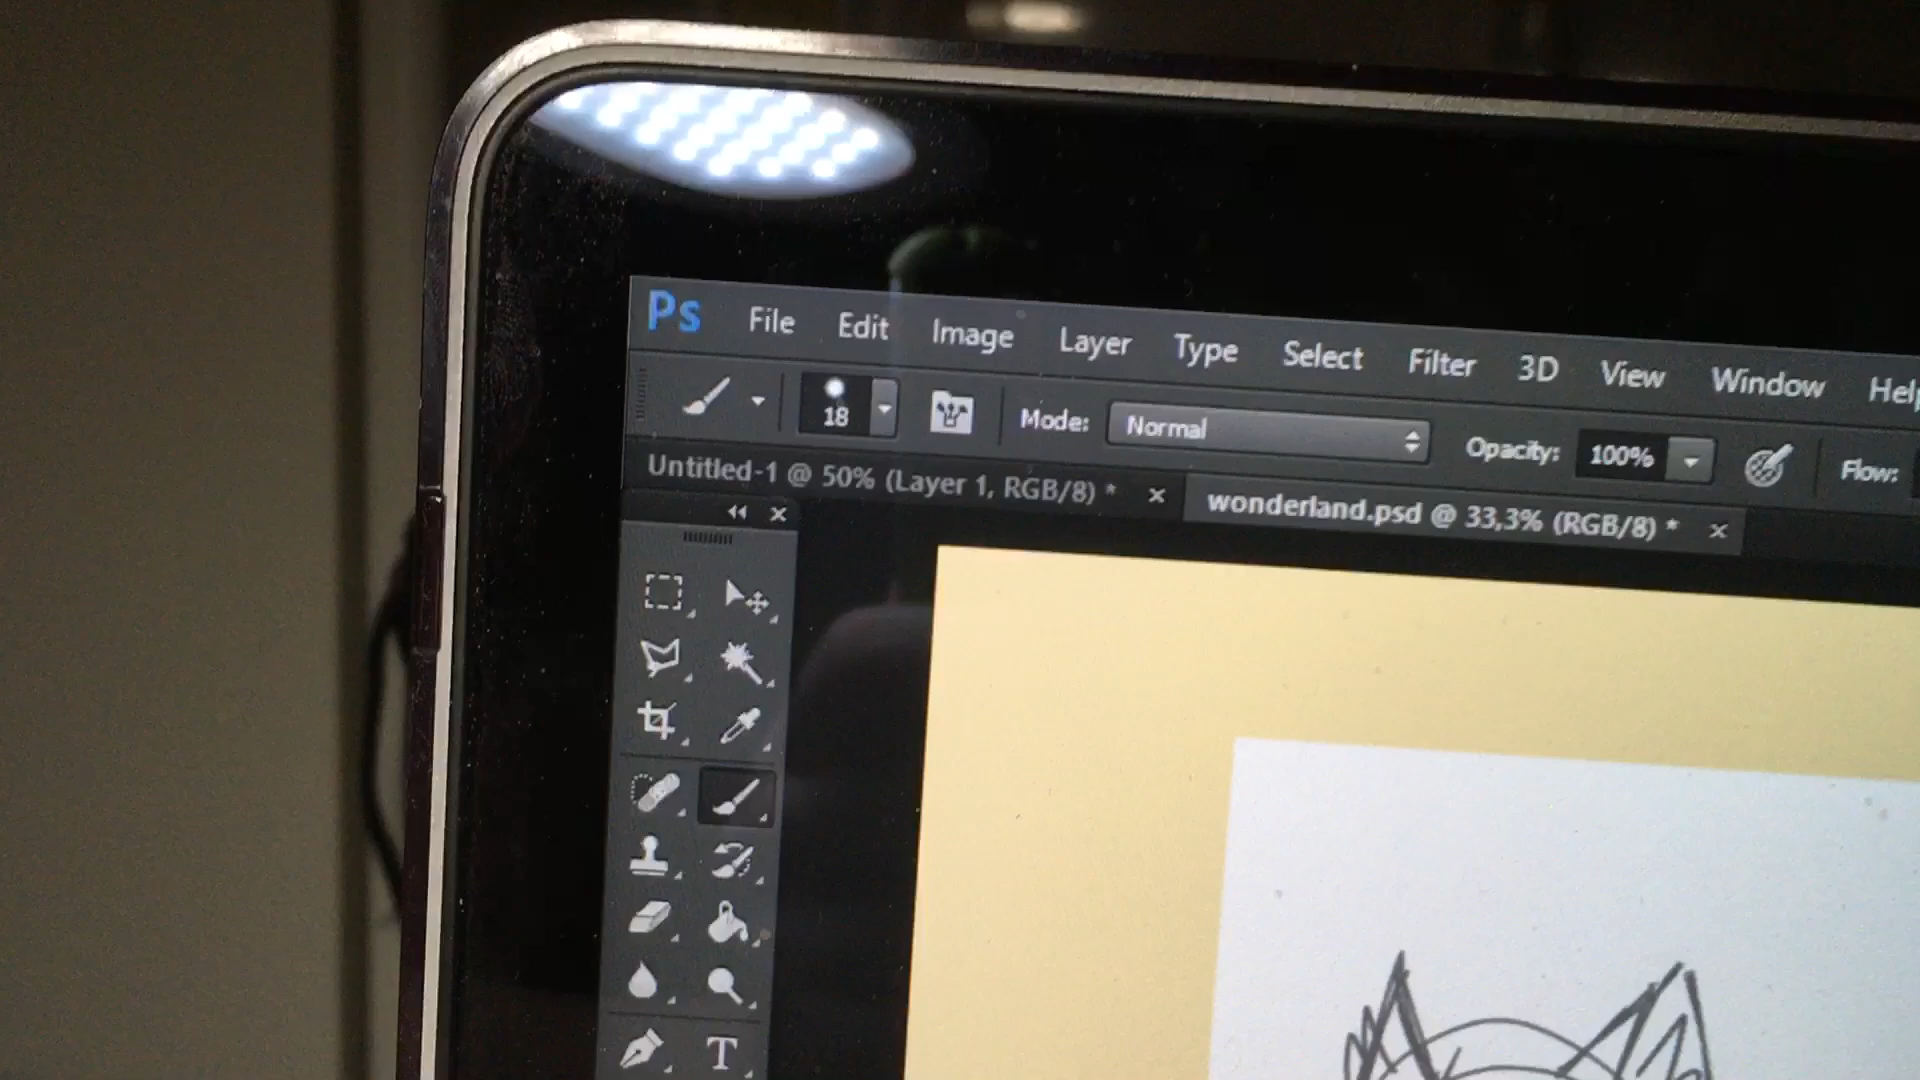 Ps File Edit Image Layer Type Select Filter 3D View Window Help
18 Mode: Normal Opacity: 100% Flow:
Untitled-1 @ 50% (Layer 1, RGB/8) * × wonderland.psd @ 33,3% (RGB/8) * ×
T